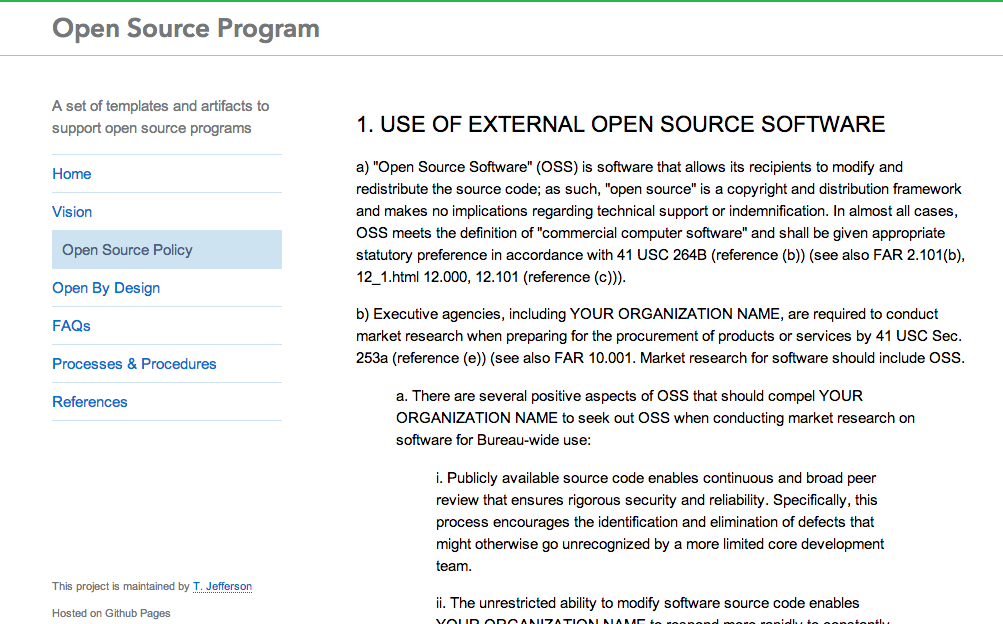 Open Source Program
A set of templates and artifacts to
support open source programs
Home
Vision
Open Source Policy
Open By Design
FAQs
Processes & Procedures
References
This project is maintained by T. Jefferson
Hosted on Github Pages
1. USE OF EXTERNAL OPEN SOURCE SOFTWARE
a) "Open Source Software" (OSS) is software that allows its recipients to modify and
redistribute the source code; as such, "open source" is a copyright and distribution framework
and makes no implications regarding technical support or indemnification. In almost all cases,
OSS meets the definition of "commercial computer software" and shall be given appropriate
statutory preference in accordance with 41 USC 264B (reference (b)) (see also FAR 2.101(b),
12_1.html 12.000, 12.101 (reference (c))).
b) Executive agencies, including YOUR ORGANIZATION NAME, are required to conduct
market research when preparing for the procurement of products or services by 41 USC Sec.
253a (reference (e)) (see also FAR 10.001. Market research for software should include OSS.
a. There are several positive aspects of OSS that should compel YOUR
ORGANIZATION NAME to seek out OSS when conducting market research on
software for Bureau-wide use:
i. Publicly available source code enables continuous and broad peer
review that ensures rigorous security and reliability. Specifically, this
process encourages the identification and elimination of defects that
might otherwise go unrecognized by a more limited core development
team.
ii. The unrestricted ability to modify software source code enables
YOUR ORGANIZATION NAME to respond more rapidly to constantly